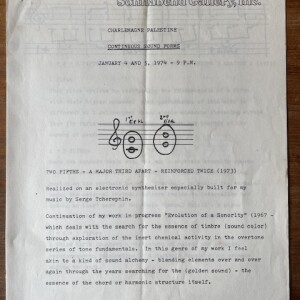 Sonnabend Gallery, Inc.
CHARLEMAGNE PALESTINE
CONTINUOUS SOUND FORMS
JANUARY 4 AND 5, 1974 - 9 P.M.
1ST 2ND
TWO FIFTHS - A MAJOR THIRD APART - REINFORCED TWICE (1973)
Realized on an electronic synthesizer especially built for my
music by Serge Tcherepnin.
Continuation of my work in progress "Evolution of a Sonority" (1967 -
which deals with the search for the essence of timbre (sound color)
through exploration of the inert chemical activity in the overtone
series of tone fundamentals. In this genre of my work I feel
akin to a kind of sound alchemy - blending elements over and over
again through the years searching for the (golden sound) - the
essence of the chord or harmonic structure itself.